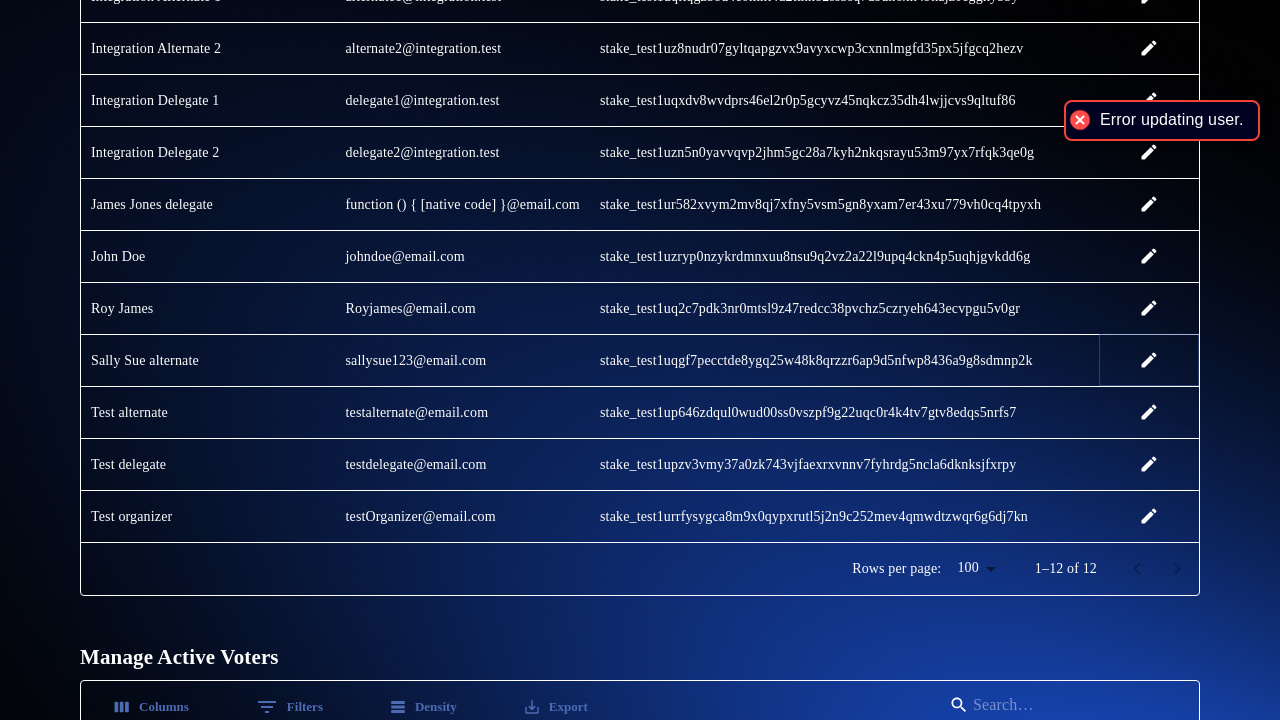 Integration Alternate 2 alternate2@integration.test stake_test1uz8nudr07gyltqapgzvx9avyxcwp3cxnnlmgfd35px5jfgcq2hezv
Integration Delegate 1 delegate1@integration.test stake_test1uqxdv8wvdprs46el2r0p5gcyvz45nqkcz35dh4lwjjcvs9qltuf86
Error updating user.
Integration Delegate 2 delegate2@integration.test stake_test1uzn5n0yavvqvp2jhm5gc28a7kyh2nkqsrayu53m97yx7rfqk3qe0g
James Jones delegate function () { [native code] }@email.com stake_test1ur582xvym2mv8qj7xfny5vsm5gn8yxam7er43xu779vh0cq4tpyxh
John Doe johndoe@email.com stake_test1uzryp0nzykrdmnxuu8nsu9q2vz2a22l9upq4ckn4p5uqhjgvkdd6g
Roy James Royjames@email.com stake_test1uq2c7pdk3nr0mtsl9z47redcc38pvchz5czryeh643ecvpgu5v0gr
Sally Sue alternate sallysue123@email.com stake_test1uqgf7pecctde8ygq25w48k8qrzzr6ap9d5nfwp8436a9g8sdmnp2k
Test alternate testalternate@email.com stake_test1up646zdqul0wud00ss0vszpf9g22uqc0r4k4tv7gtv8edqs5nrfs7
Test delegate testdelegate@email.com stake_test1upzv3vmy37a0zk743vjfaexrxvnnv7fyhrdg5ncla6dknksjfxrpy
Test organizer testOrganizer@email.com stake_test1urrfysygca8m9x0qypxrutl5j2n9c252mev4qmwdtzwqr6g6dj7kn
Rows per page: 100 1–12 of 12
Manage Active Voters
Columns Filters Density Export Search…